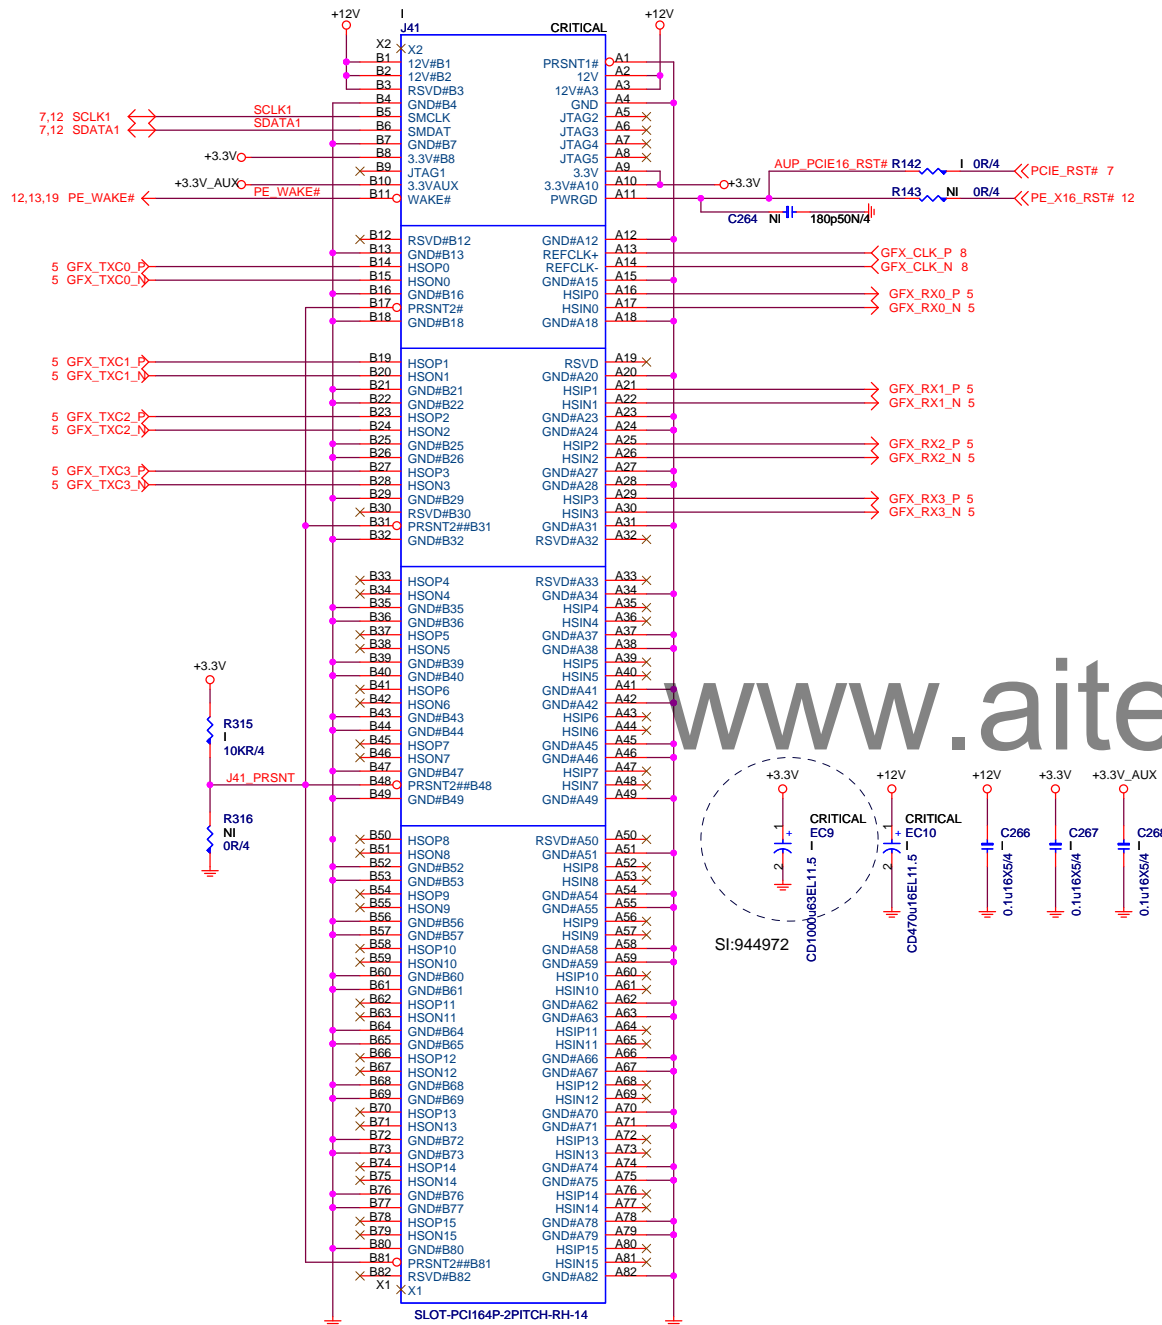 +12V I +12V
J41 CRITICAL
X2 X2
B1 12V#B1 PRSNT1# A1
B2 12V#B2 12V A2
B3 RSVD#B3 12V#A3 A3
B4 GND#B4 GND A4
7,12 SCLK1 SCLK1 B5 SMCLK JTAG2 A5
7,12 SDATA1 SDATA1 B6 SMDAT JTAG3 A6
B7 GND#B7 JTAG4 A7
+3.3V B8 3.3V#B8 JTAG5 A8
B9 JTAG1 3.3V A9
+3.3V_AUX B10 3.3VAUX 3.3V#A10 A10 +3.3V
12,13,19 PE_WAKE# PE_WAKE# B11 WAKE# PWRGD A11
AUP_PCIE16_RST# R142 I 0R/4 PCIE_RST# 7
R143 NI 0R/4 PE_X16_RST# 12
C264 NI 180p50N/4
B12 RSVD#B12 GND#A12 A12
B13 GND#B13 REFCLK+ A13 GFX_CLK_P 8
5 GFX_TXC0_P B14 HSOP0 REFCLK- A14 GFX_CLK_N 8
5 GFX_TXC0_N B15 HSON0 GND#A15 A15
B16 GND#B16 HSIP0 A16 GFX_RX0_P 5
B17 PRSNT2# HSIN0 A17 GFX_RX0_N 5
B18 GND#B18 GND#A18 A18
5 GFX_TXC1_P B19 HSOP1 RSVD A19
5 GFX_TXC1_N B20 HSON1 GND#A20 A20
B21 GND#B21 HSIP1 A21 GFX_RX1_P 5
B22 GND#B22 HSIN1 A22 GFX_RX1_N 5
5 GFX_TXC2_P B23 HSOP2 GND#A23 A23
5 GFX_TXC2_N B24 HSON2 GND#A24 A24
B25 GND#B25 HSIP2 A25 GFX_RX2_P 5
B26 GND#B26 HSIN2 A26 GFX_RX2_N 5
5 GFX_TXC3_P B27 HSOP3 GND#A27 A27
5 GFX_TXC3_N B28 HSON3 GND#A28 A28
B29 GND#B29 HSIP3 A29 GFX_RX3_P 5
B30 RSVD#B30 HSIN3 A30 GFX_RX3_N 5
B31 PRSNT2##B31 GND#A31 A31
B32 GND#B32 RSVD#A32 A32
B33 HSOP4 RSVD#A33 A33
B34 HSON4 GND#A34 A34
B35 GND#B35 HSIP4 A35
B36 GND#B36 HSIN4 A36
B37 HSOP5 GND#A37 A37
B38 HSON5 GND#A38 A38
B39 GND#B39 HSIP5 A39
B40 GND#B40 HSIN5 A40
B41 HSOP6 GND#A41 A41
B42 HSON6 GND#A42 A42
B43 GND#B43 HSIP6 A43
B44 GND#B44 HSIN6 A44
B45 HSOP7 GND#A45 A45
B46 HSON7 GND#A46 A46
B47 GND#B47 HSIP7 A47
B48 PRSNT2##B48 HSIN7 A48
B49 GND#B49 GND#A49 A49
+3.3V
R315
I
10KR/4
J41_PRSNT
R316
NI
0R/4
www.aite
B50 HSOP8 RSVD#A50 A50
B51 HSON8 GND#A51 A51
B52 GND#B52 HSIP8 A52
B53 GND#B53 HSIN8 A53
B54 HSOP9 GND#A54 A54
B55 HSON9 GND#A55 A55
B56 GND#B56 HSIP9 A56
B57 GND#B57 HSIN9 A57
B58 HSOP10 GND#A58 A58
B59 HSON10 GND#A59 A59
B60 GND#B60 HSIP10 A60
B61 GND#B61 HSIN10 A61
B62 HSOP11 GND#A62 A62
B63 HSON11 GND#A63 A63
B64 GND#B64 HSIP11 A64
B65 GND#B65 HSIN11 A65
B66 HSOP12 GND#A66 A66
B67 HSON12 GND#A67 A67
B68 GND#B68 HSIP12 A68
B69 GND#B69 HSIN12 A69
B70 HSOP13 GND#A70 A70
B71 HSON13 GND#A71 A71
B72 GND#B72 HSIP13 A72
B73 GND#B73 HSIN13 A73
B74 HSOP14 GND#A74 A74
B75 HSON14 GND#A75 A75
B76 GND#B76 HSIP14 A76
B77 GND#B77 HSIN14 A77
B78 HSOP15 GND#A78 A78
B79 HSON15 GND#A79 A79
B80 GND#B80 HSIP15 A80
B81 PRSNT2##B81 HSIN15 A81
B82 RSVD#B82 GND#A82 A82
X1 X1
SLOT-PCI164P-2PITCH-RH-14
+3.3V +12V +12V +3.3V +3.3V_AUX
1 + CRITICAL EC9 I 2 CD1000u63EL11.5
1 + CRITICAL EC10 I 2 CD470u16EL11.5
C266 I 0.1u16X5/4
C267 I 0.1u16X5/4
C268 I 0.1u16X5/4
SI:944972